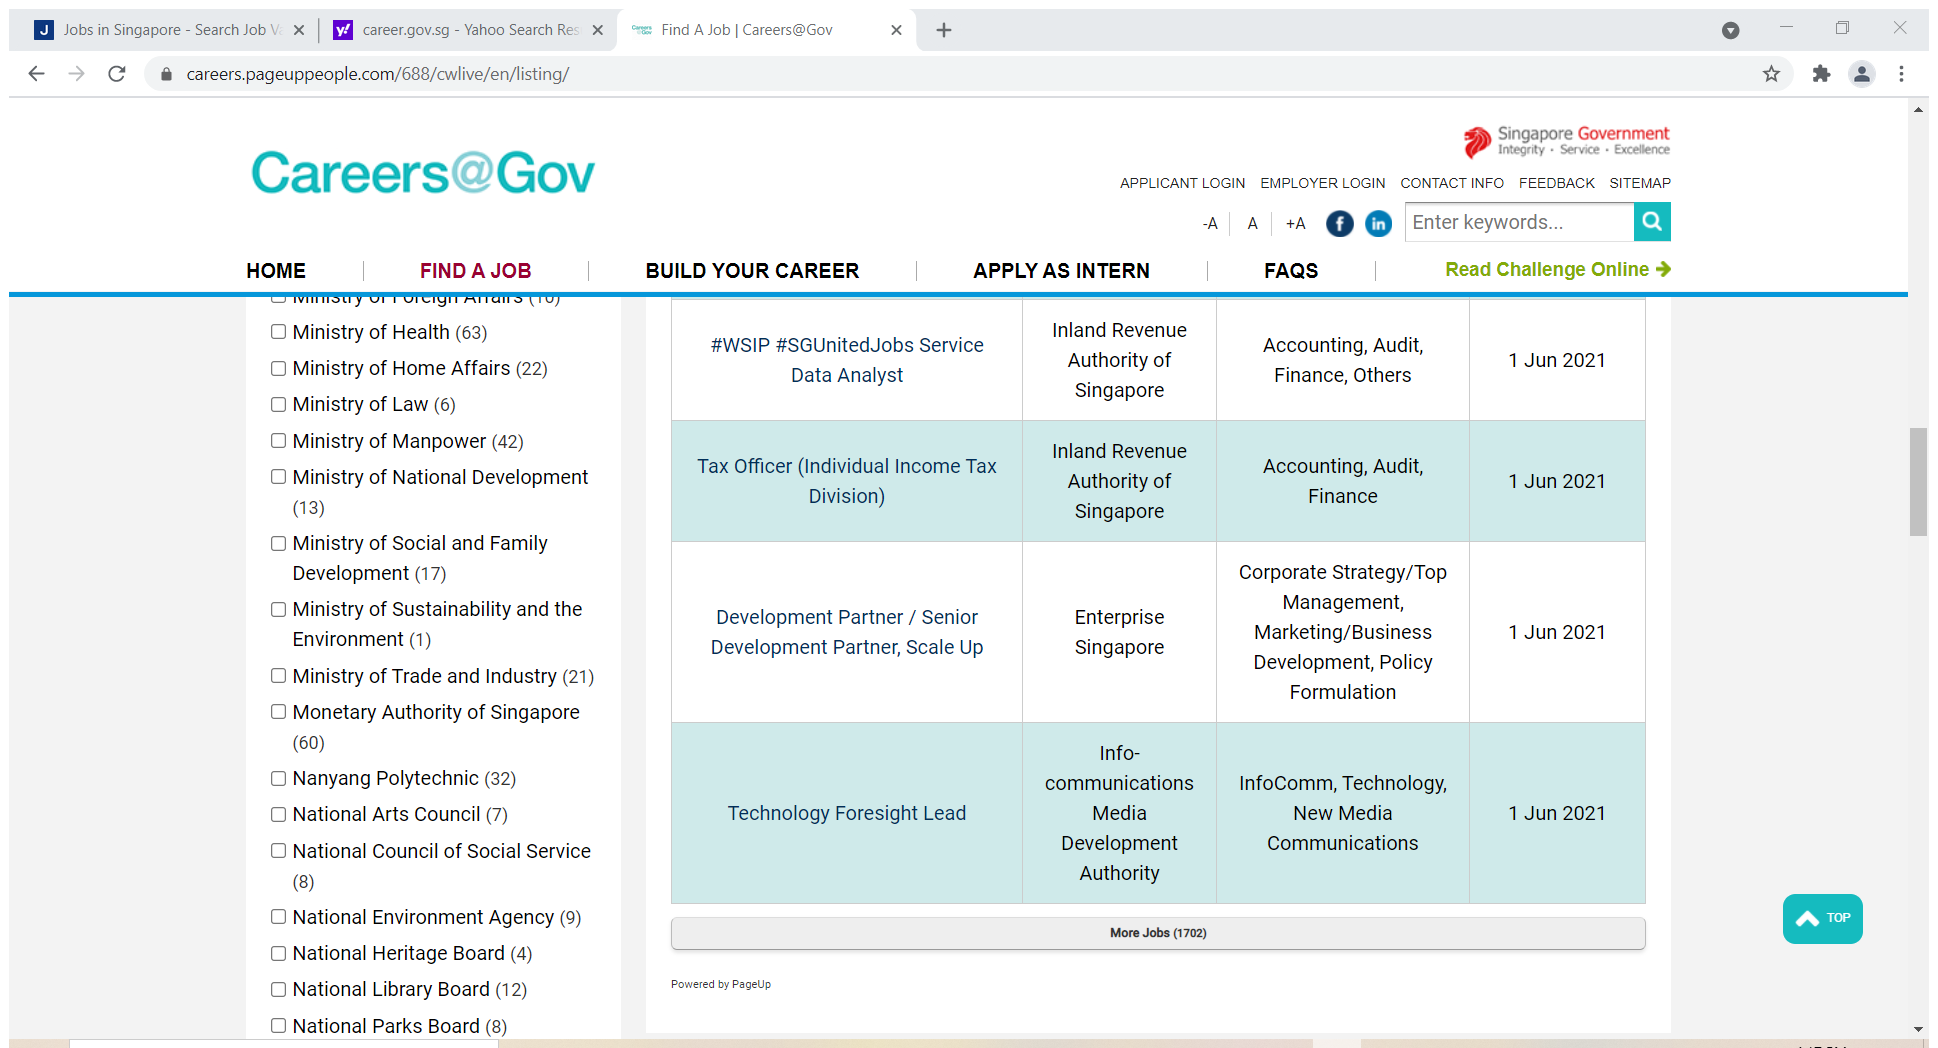 J Jobs in Singapore - Search Job Va
y! career.gov.sg - Yahoo Search Res
Careers@Gov Find A Job | Careers@Gov
careers.pageuppeople.com/688/cwlive/en/listing/
Careers@Gov
Singapore Government
Integrity · Service · Excellence
APPLICANT LOGIN EMPLOYER LOGIN CONTACT INFO FEEDBACK SITEMAP
-A A +A f in Enter keywords...
HOME FIND A JOB BUILD YOUR CAREER APPLY AS INTERN FAQS Read Challenge Online
Ministry of Foreign Affairs (10)
Ministry of Health (63)
Ministry of Home Affairs (22)
Ministry of Law (6)
Ministry of Manpower (42)
Ministry of National Development
(13)
Ministry of Social and Family
Development (17)
Ministry of Sustainability and the
Environment (1)
Ministry of Trade and Industry (21)
Monetary Authority of Singapore
(60)
Nanyang Polytechnic (32)
National Arts Council (7)
National Council of Social Service
(8)
National Environment Agency (9)
National Heritage Board (4)
National Library Board (12)
National Parks Board (8)
#WSIP #SGUnitedJobs Service
Data Analyst
Inland Revenue
Authority of
Singapore
Accounting, Audit,
Finance, Others
1 Jun 2021
Tax Officer (Individual Income Tax
Division)
Inland Revenue
Authority of
Singapore
Accounting, Audit,
Finance
1 Jun 2021
Development Partner / Senior
Development Partner, Scale Up
Enterprise
Singapore
Corporate Strategy/Top
Management,
Marketing/Business
Development, Policy
Formulation
1 Jun 2021
Technology Foresight Lead
Info-
communications
Media
Development
Authority
InfoComm, Technology,
New Media
Communications
1 Jun 2021
More Jobs (1702)
Powered by PageUp
TOP